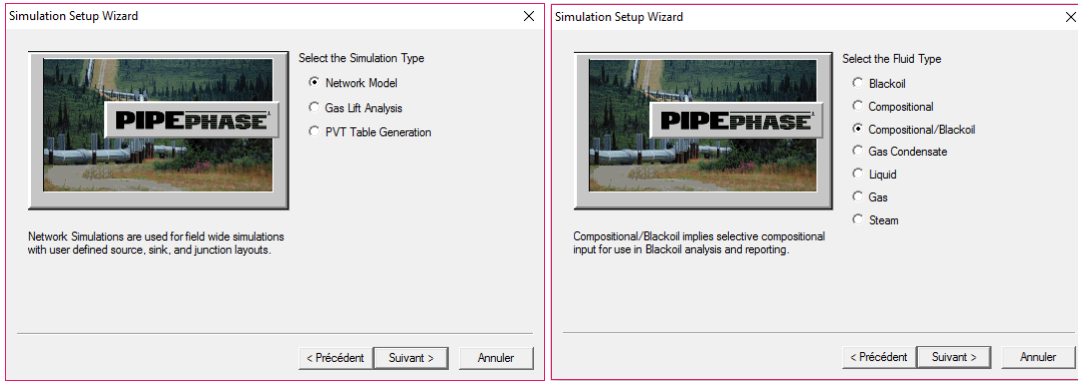 Simulation Setup Wizard
PIPEPHASE
Select the Simulation Type
Network Model
Gas Lift Analysis
PVT Table Generation
Network Simulations are used for field wide simulations
with user defined source, sink, and junction layouts.
< Précédent
Suivant >
Annuler
Simulation Setup Wizard
PIPEPHASE
Select the Fluid Type
Blackoil
Compositional
Compositional/Blackoil
Gas Condensate
Liquid
Gas
Steam
Compositional/Blackoil implies selective compositional
input for use in Blackoil analysis and reporting.
< Précédent
Suivant >
Annuler